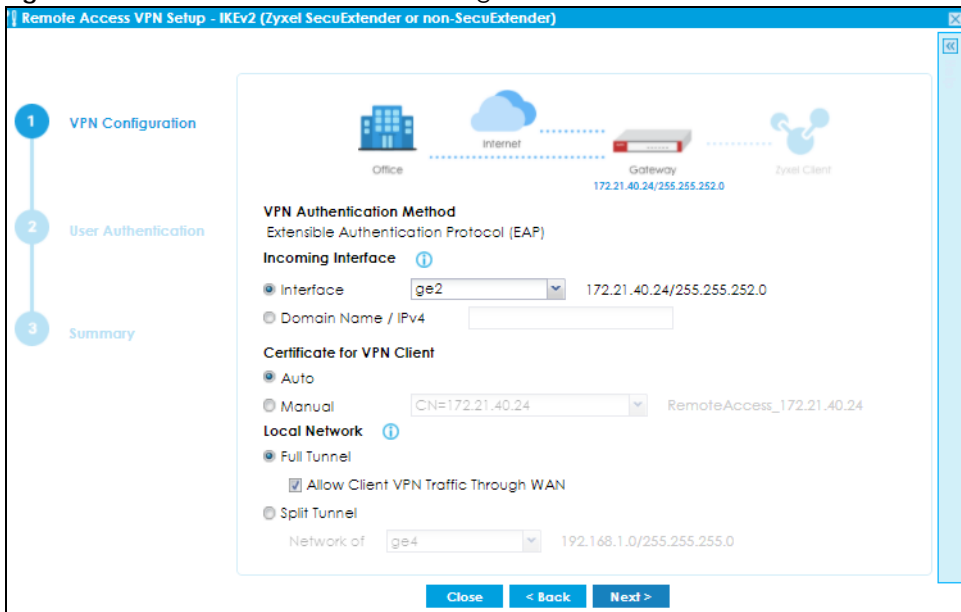 Remote Access VPN Setup - IKEv2 (Zyxel SecuExtender or non-SecuExtender)
1 VPN Configuration
2 User Authentication
3 Summary
Internet
Office
Gateway
Zyxel Client
172.21.40.24/255.255.252.0
VPN Authentication Method
Extensible Authentication Protocol (EAP)
Incoming Interface
Interface ge2 172.21.40.24/255.255.252.0
Domain Name / IPv4
Certificate for VPN Client
Auto
Manual CN=172.21.40.24 RemoteAccess_172.21.40.24
Local Network
Full Tunnel
Allow Client VPN Traffic Through WAN
Split Tunnel
Network of ge4 192.168.1.0/255.255.255.0
Close < Back Next >